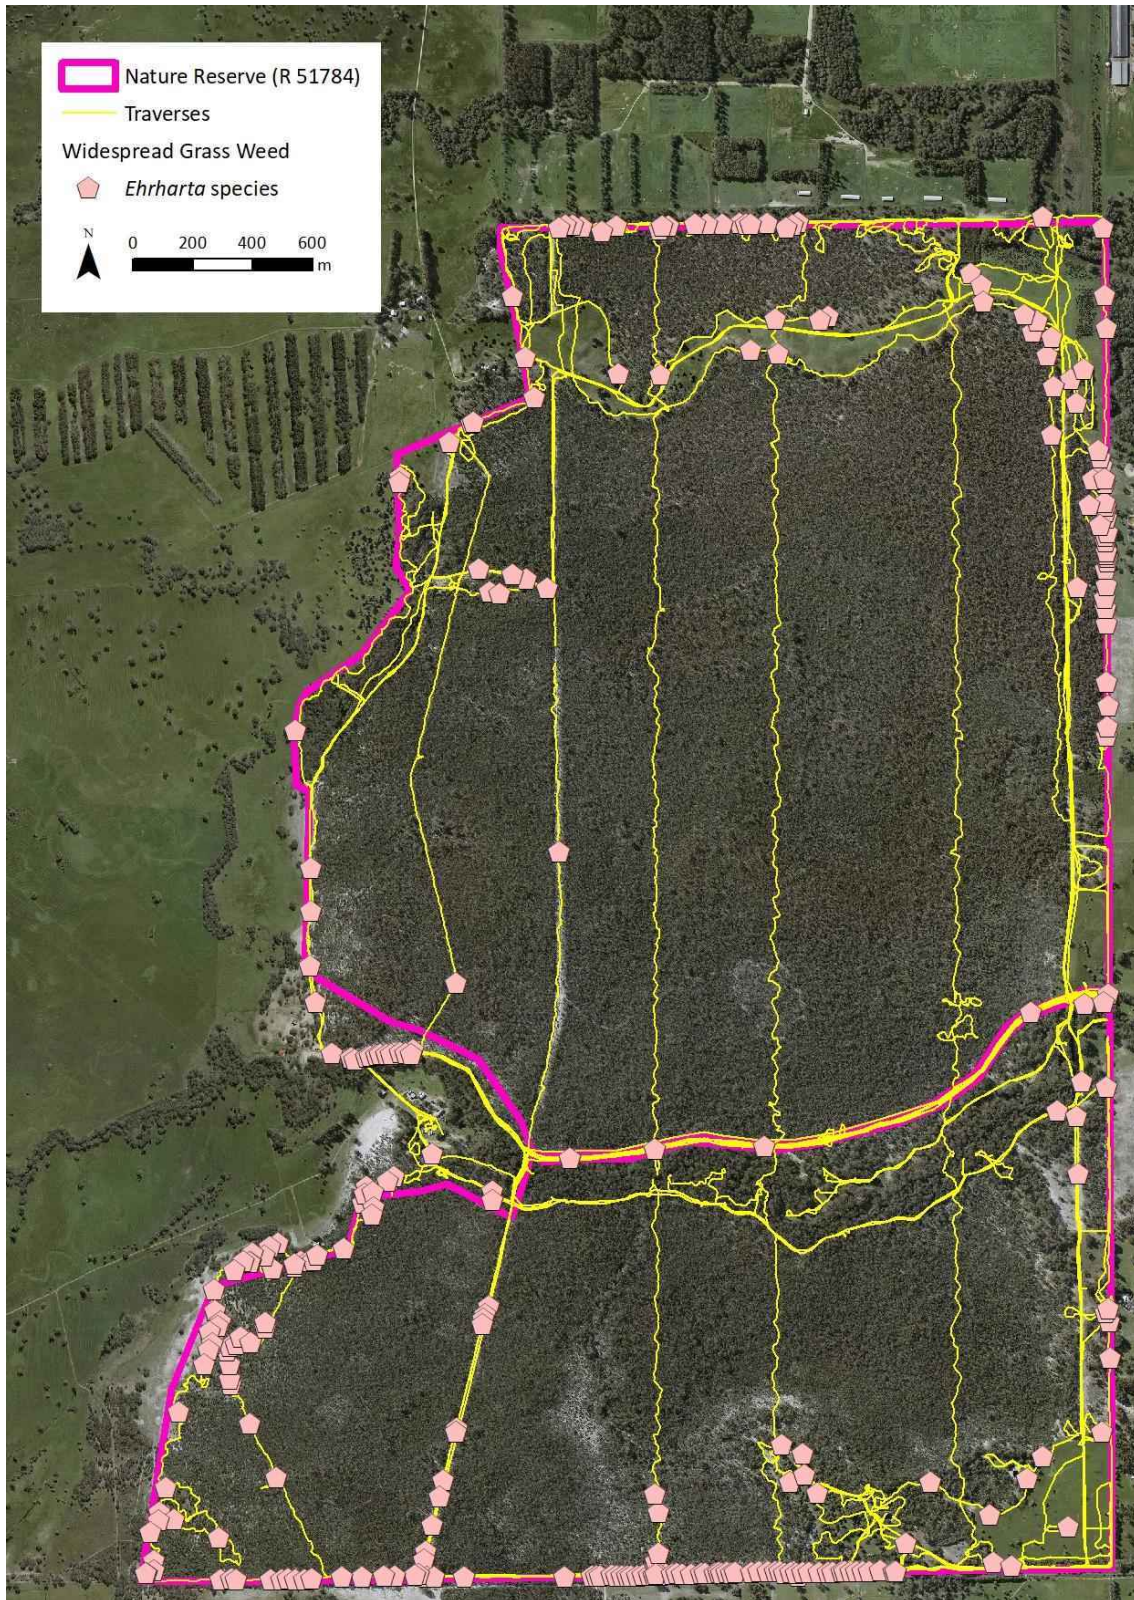 Nature Reserve (R 51784)
Traverses
Widespread Grass Weed
Ehrharta species
N
0 200 400 600
m